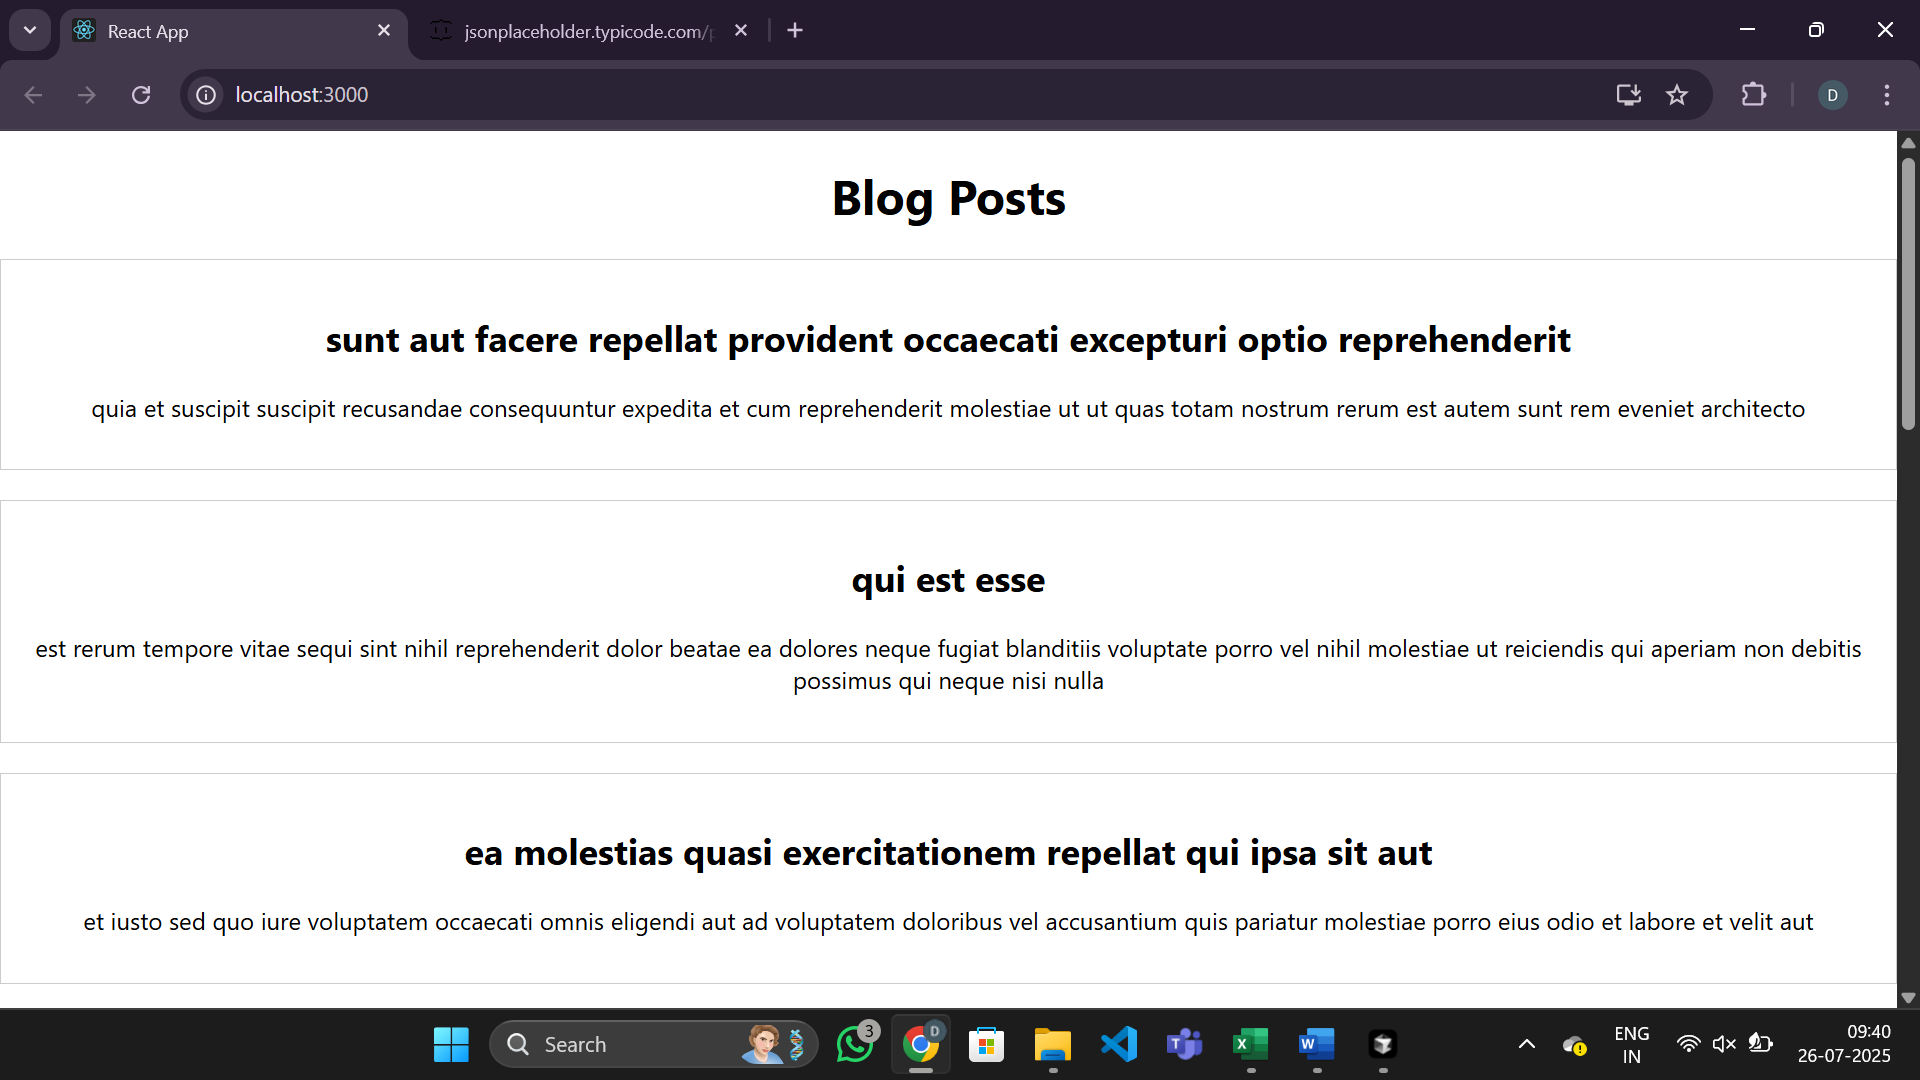 React App
jsonplaceholder.typicode.com/
localhost:3000
D
Blog Posts
sunt aut facere repellat provident occaecati excepturi optio reprehenderit
quia et suscipit suscipit recusandae consequuntur expedita et cum reprehenderit molestiae ut ut quas totam nostrum rerum est autem sunt rem eveniet architecto
qui est esse
est rerum tempore vitae sequi sint nihil reprehenderit dolor beatae ea dolores neque fugiat blanditiis voluptate porro vel nihil molestiae ut reiciendis qui aperiam non debitis
possimus qui neque nisi nulla
ea molestias quasi exercitationem repellat qui ipsa sit aut
et iusto sed quo iure voluptatem occaecati omnis eligendi aut ad voluptatem doloribus vel accusantium quis pariatur molestiae porro eius odio et labore et velit aut
Search
3
D
ENG
IN
09:40
26-07-2025